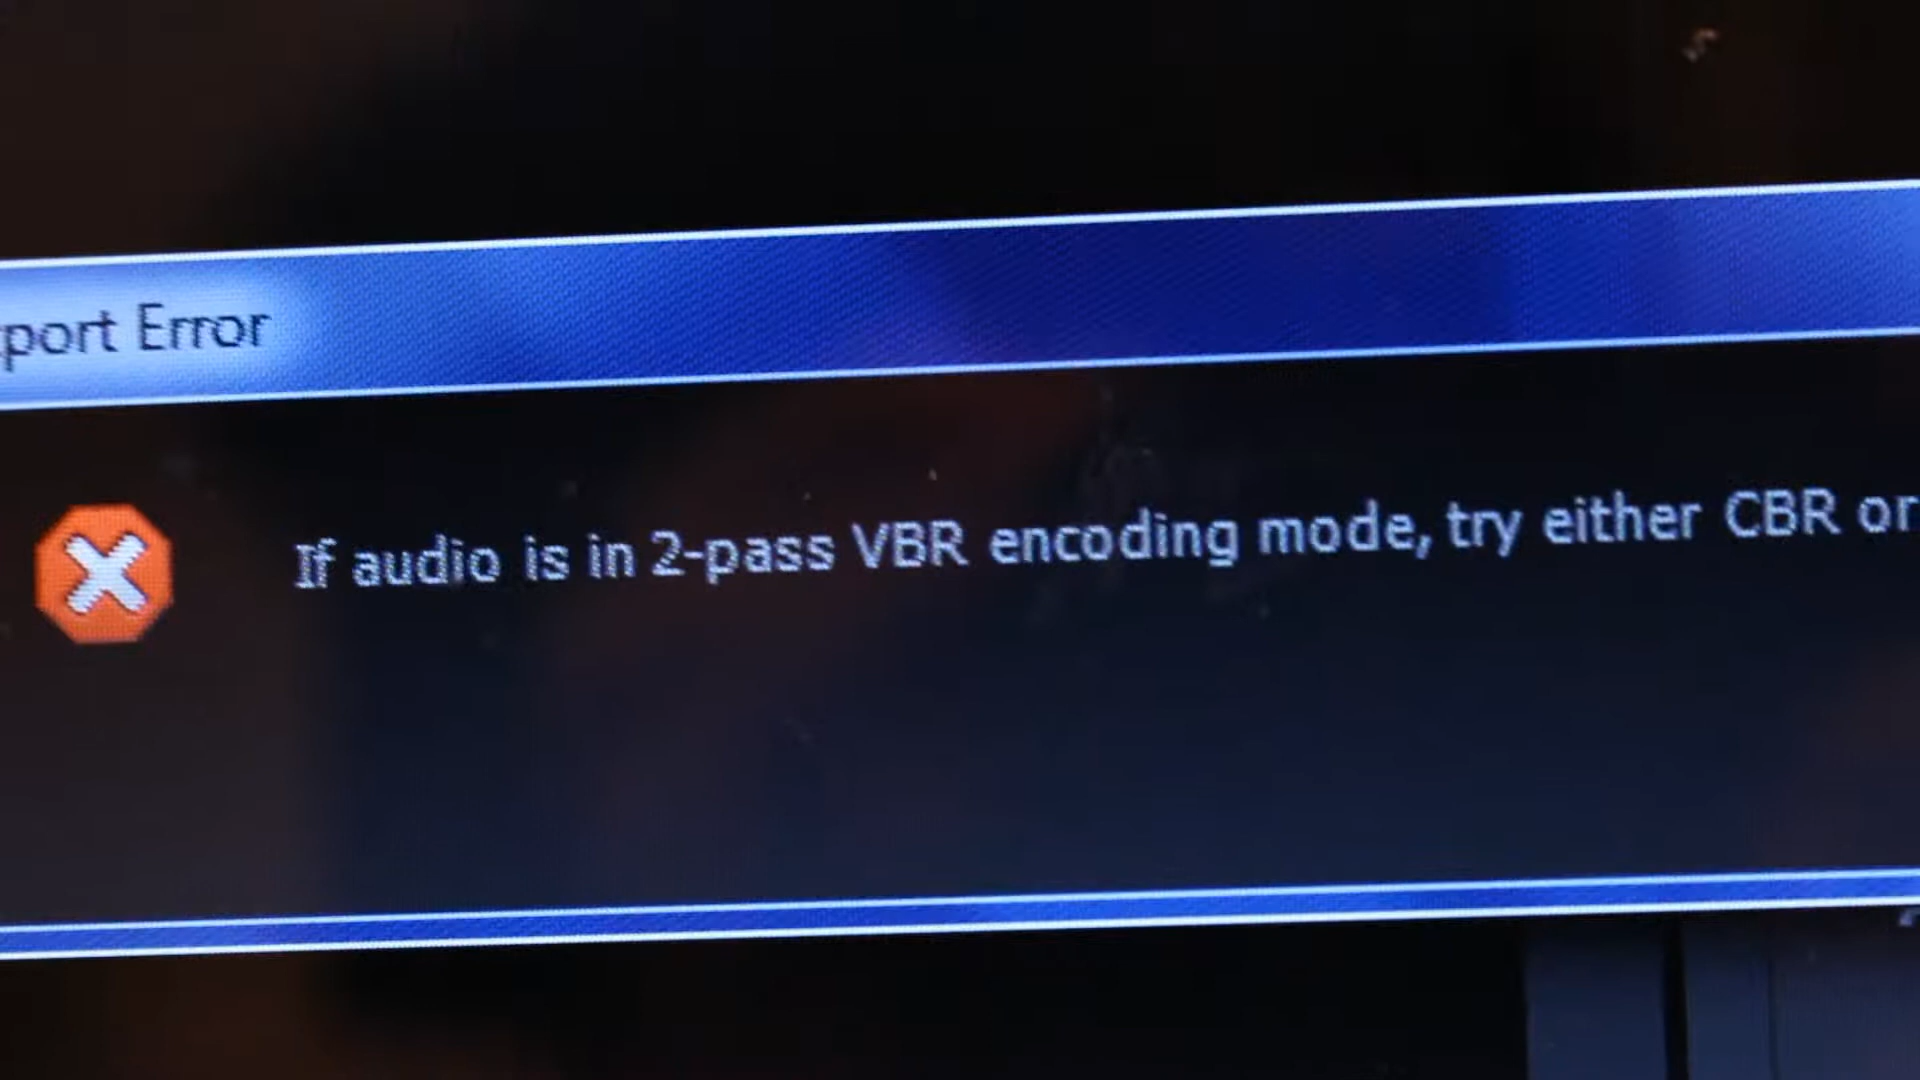 port Error
If audio is in 2-pass VBR encoding mode, try either CBR or